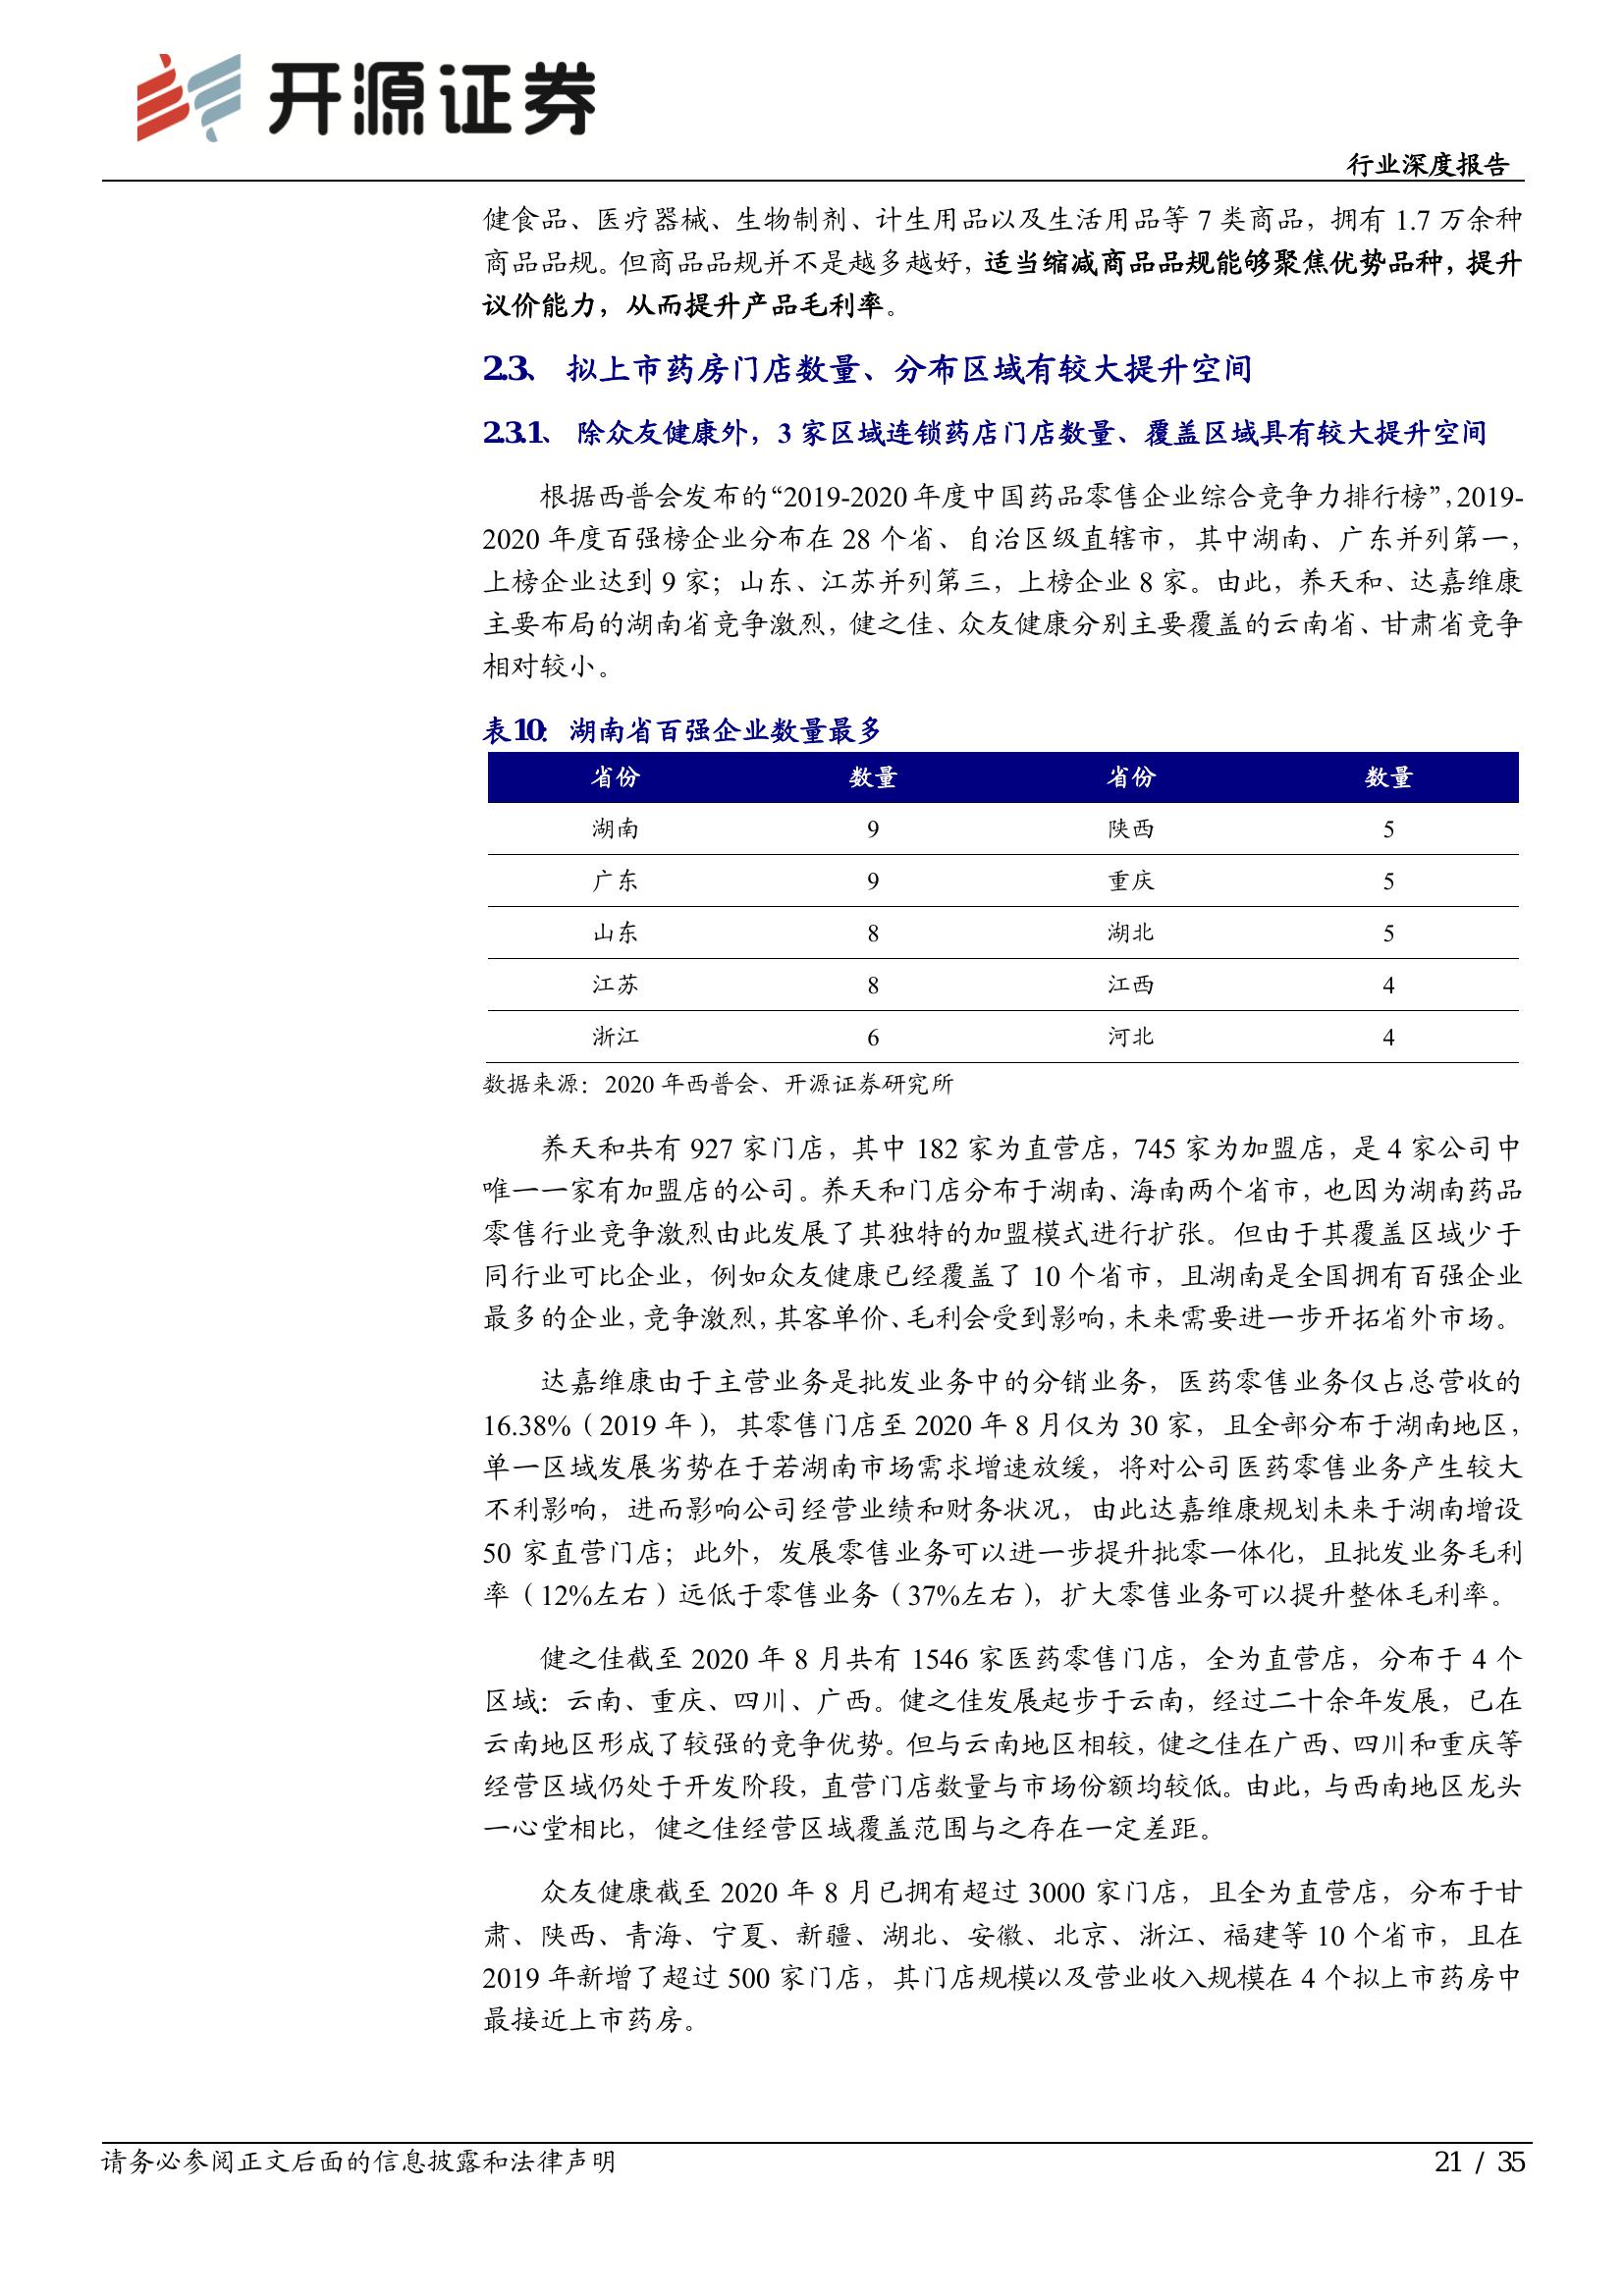 开源证券
行业深度报告
健食品、医疗器械、生物制剂、计生用品以及生活用品等 7 类商品，拥有 1.7 万余种
商品品规。但商品品规并不是越多越好，适当缩减商品品规能够聚焦优势品种，提升
议价能力，从而提升产品毛利率。
2.3、 拟上市药房门店数量、分布区域有较大提升空间
2.3.1、 除众友健康外，3 家区域连锁药店门店数量、覆盖区域具有较大提升空间
根据西普会发布的“2019-2020 年度中国药品零售企业综合竞争力排行榜”，2019-
2020 年度百强榜企业分布在 28 个省、自治区级直辖市，其中湖南、广东并列第一，
上榜企业达到 9 家；山东、江苏并列第三，上榜企业 8 家。由此，养天和、达嘉维康
主要布局的湖南省竞争激烈，健之佳、众友健康分别主要覆盖的云南省、甘肃省竞争
相对较小。
表10： 湖南省百强企业数量最多
省份 数量 省份 数量
湖南 9 陕西 5
广东 9 重庆 5
山东 8 湖北 5
江苏 8 江西 4
浙江 6 河北 4
数据来源：2020 年西普会、开源证券研究所
养天和共有 927 家门店，其中 182 家为直营店，745 家为加盟店，是 4 家公司中
唯一一家有加盟店的公司。养天和门店分布于湖南、海南两个省市，也因为湖南药品
零售行业竞争激烈由此发展了其独特的加盟模式进行扩张。但由于其覆盖区域少于
同行业可比企业，例如众友健康已经覆盖了 10 个省市，且湖南是全国拥有百强企业
最多的企业，竞争激烈，其客单价、毛利会受到影响，未来需要进一步开拓省外市场。
达嘉维康由于主营业务是批发业务中的分销业务，医药零售业务仅占总营收的
16.38%（2019 年），其零售门店至 2020 年 8 月仅为 30 家，且全部分布于湖南地区，
单一区域发展劣势在于若湖南市场需求增速放缓，将对公司医药零售业务产生较大
不利影响，进而影响公司经营业绩和财务状况，由此达嘉维康规划未来于湖南增设
50 家直营门店；此外，发展零售业务可以进一步提升批零一体化，且批发业务毛利
率（12%左右）远低于零售业务（37%左右），扩大零售业务可以提升整体毛利率。
健之佳截至 2020 年 8 月共有 1546 家医药零售门店，全为直营店，分布于 4 个
区域：云南、重庆、四川、广西。健之佳发展起步于云南，经过二十余年发展，已在
云南地区形成了较强的竞争优势。但与云南地区相较，健之佳在广西、四川和重庆等
经营区域仍处于开发阶段，直营门店数量与市场份额均较低。由此，与西南地区龙头
一心堂相比，健之佳经营区域覆盖范围与之存在一定差距。
众友健康截至 2020 年 8 月已拥有超过 3000 家门店，且全为直营店，分布于甘
肃、陕西、青海、宁夏、新疆、湖北、安徽、北京、浙江、福建等 10 个省市，且在
2019 年新增了超过 500 家门店，其门店规模以及营业收入规模在 4 个拟上市药房中
最接近上市药房。
请务必参阅正文后面的信息披露和法律声明
21 / 35